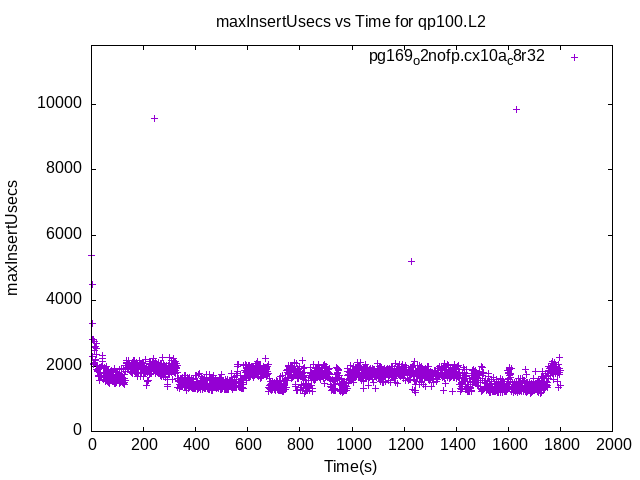 maxInsertUsecs vs Time for qp100.L2
pg169o2nofp.cx10ac8r32
maxInsertUsecs
10000
8000
6000
4000
2000
0
0 200 400 600 800 1000 1200 1400 1600 1800 2000
Time(s)